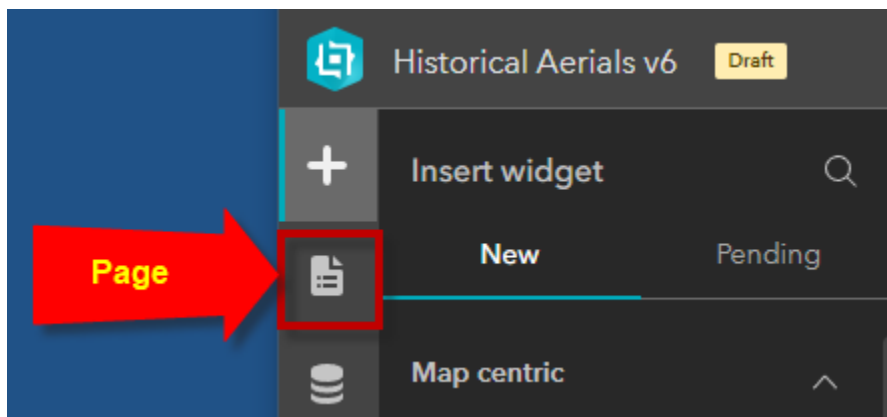 Historical Aerials v6 Draft
Insert widget
New Pending
Page
Map centric